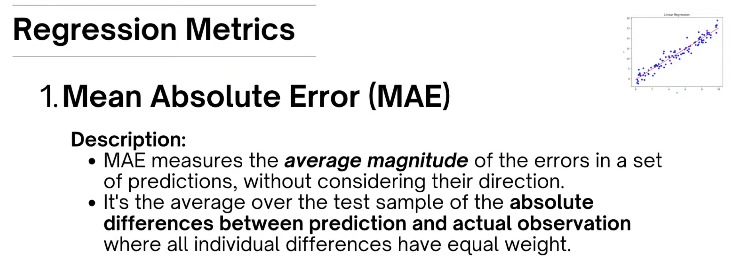 Regression Metrics
Linear Regression
1. Mean Absolute Error (MAE)
Description:
• MAE measures the average magnitude of the errors in a set
of predictions, without considering their direction.
• It's the average over the test sample of the absolute
differences between prediction and actual observation
where all individual differences have equal weight.